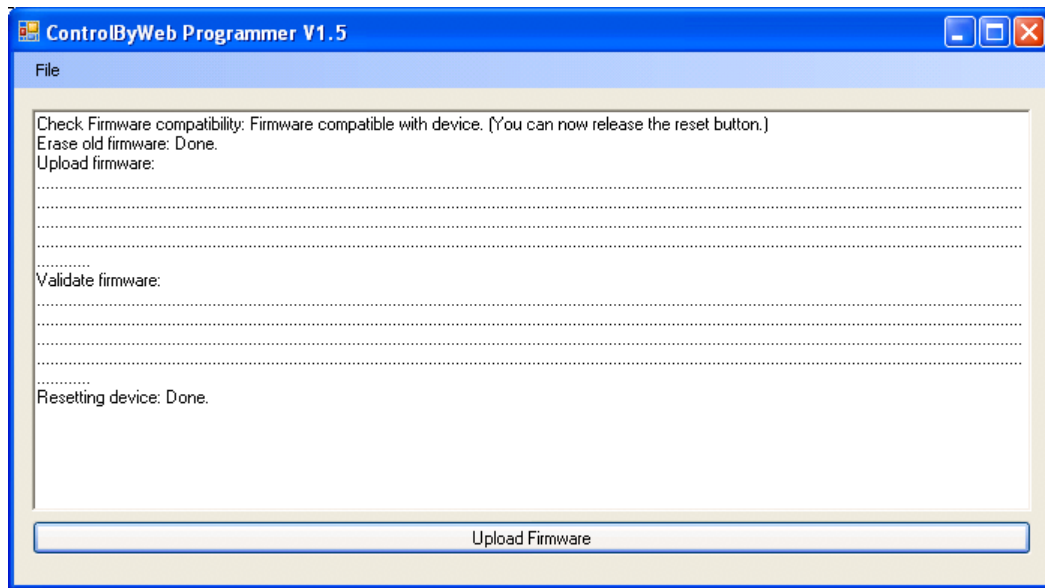 ControlByWeb Programmer V1.5
File
Check Firmware compatibility: Firmware compatible with device. (You can now release the reset button.)
Erase old firmware: Done.
Upload firmware:
................................................................................................................................................................................................................................................
................................................................................................................................................................................................................................................
................................................................................................................................................................................................................................................
................................................................................................................................................................................................................................................
.............
Validate firmware:
................................................................................................................................................................................................................................................
................................................................................................................................................................................................................................................
................................................................................................................................................................................................................................................
................................................................................................................................................................................................................................................
.............
Resetting device: Done.
Upload Firmware